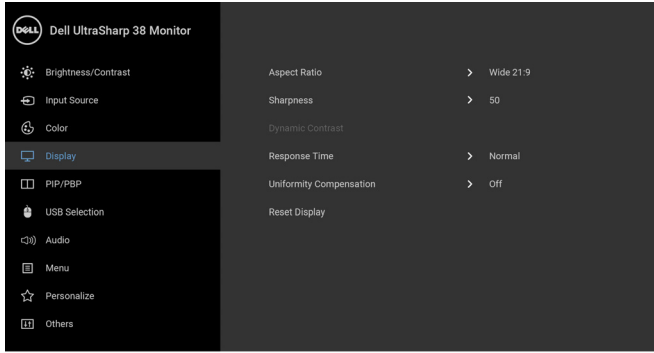 DELL Dell UltraSharp 38 Monitor
Brightness/Contrast
Aspect Ratio Wide 21:9
Input Source
Sharpness 50
Color
Dynamic Contrast
Display
Response Time Normal
PIP/PBP
Uniformity Compensation Off
USB Selection
Reset Display
Audio
Menu
Personalize
Others